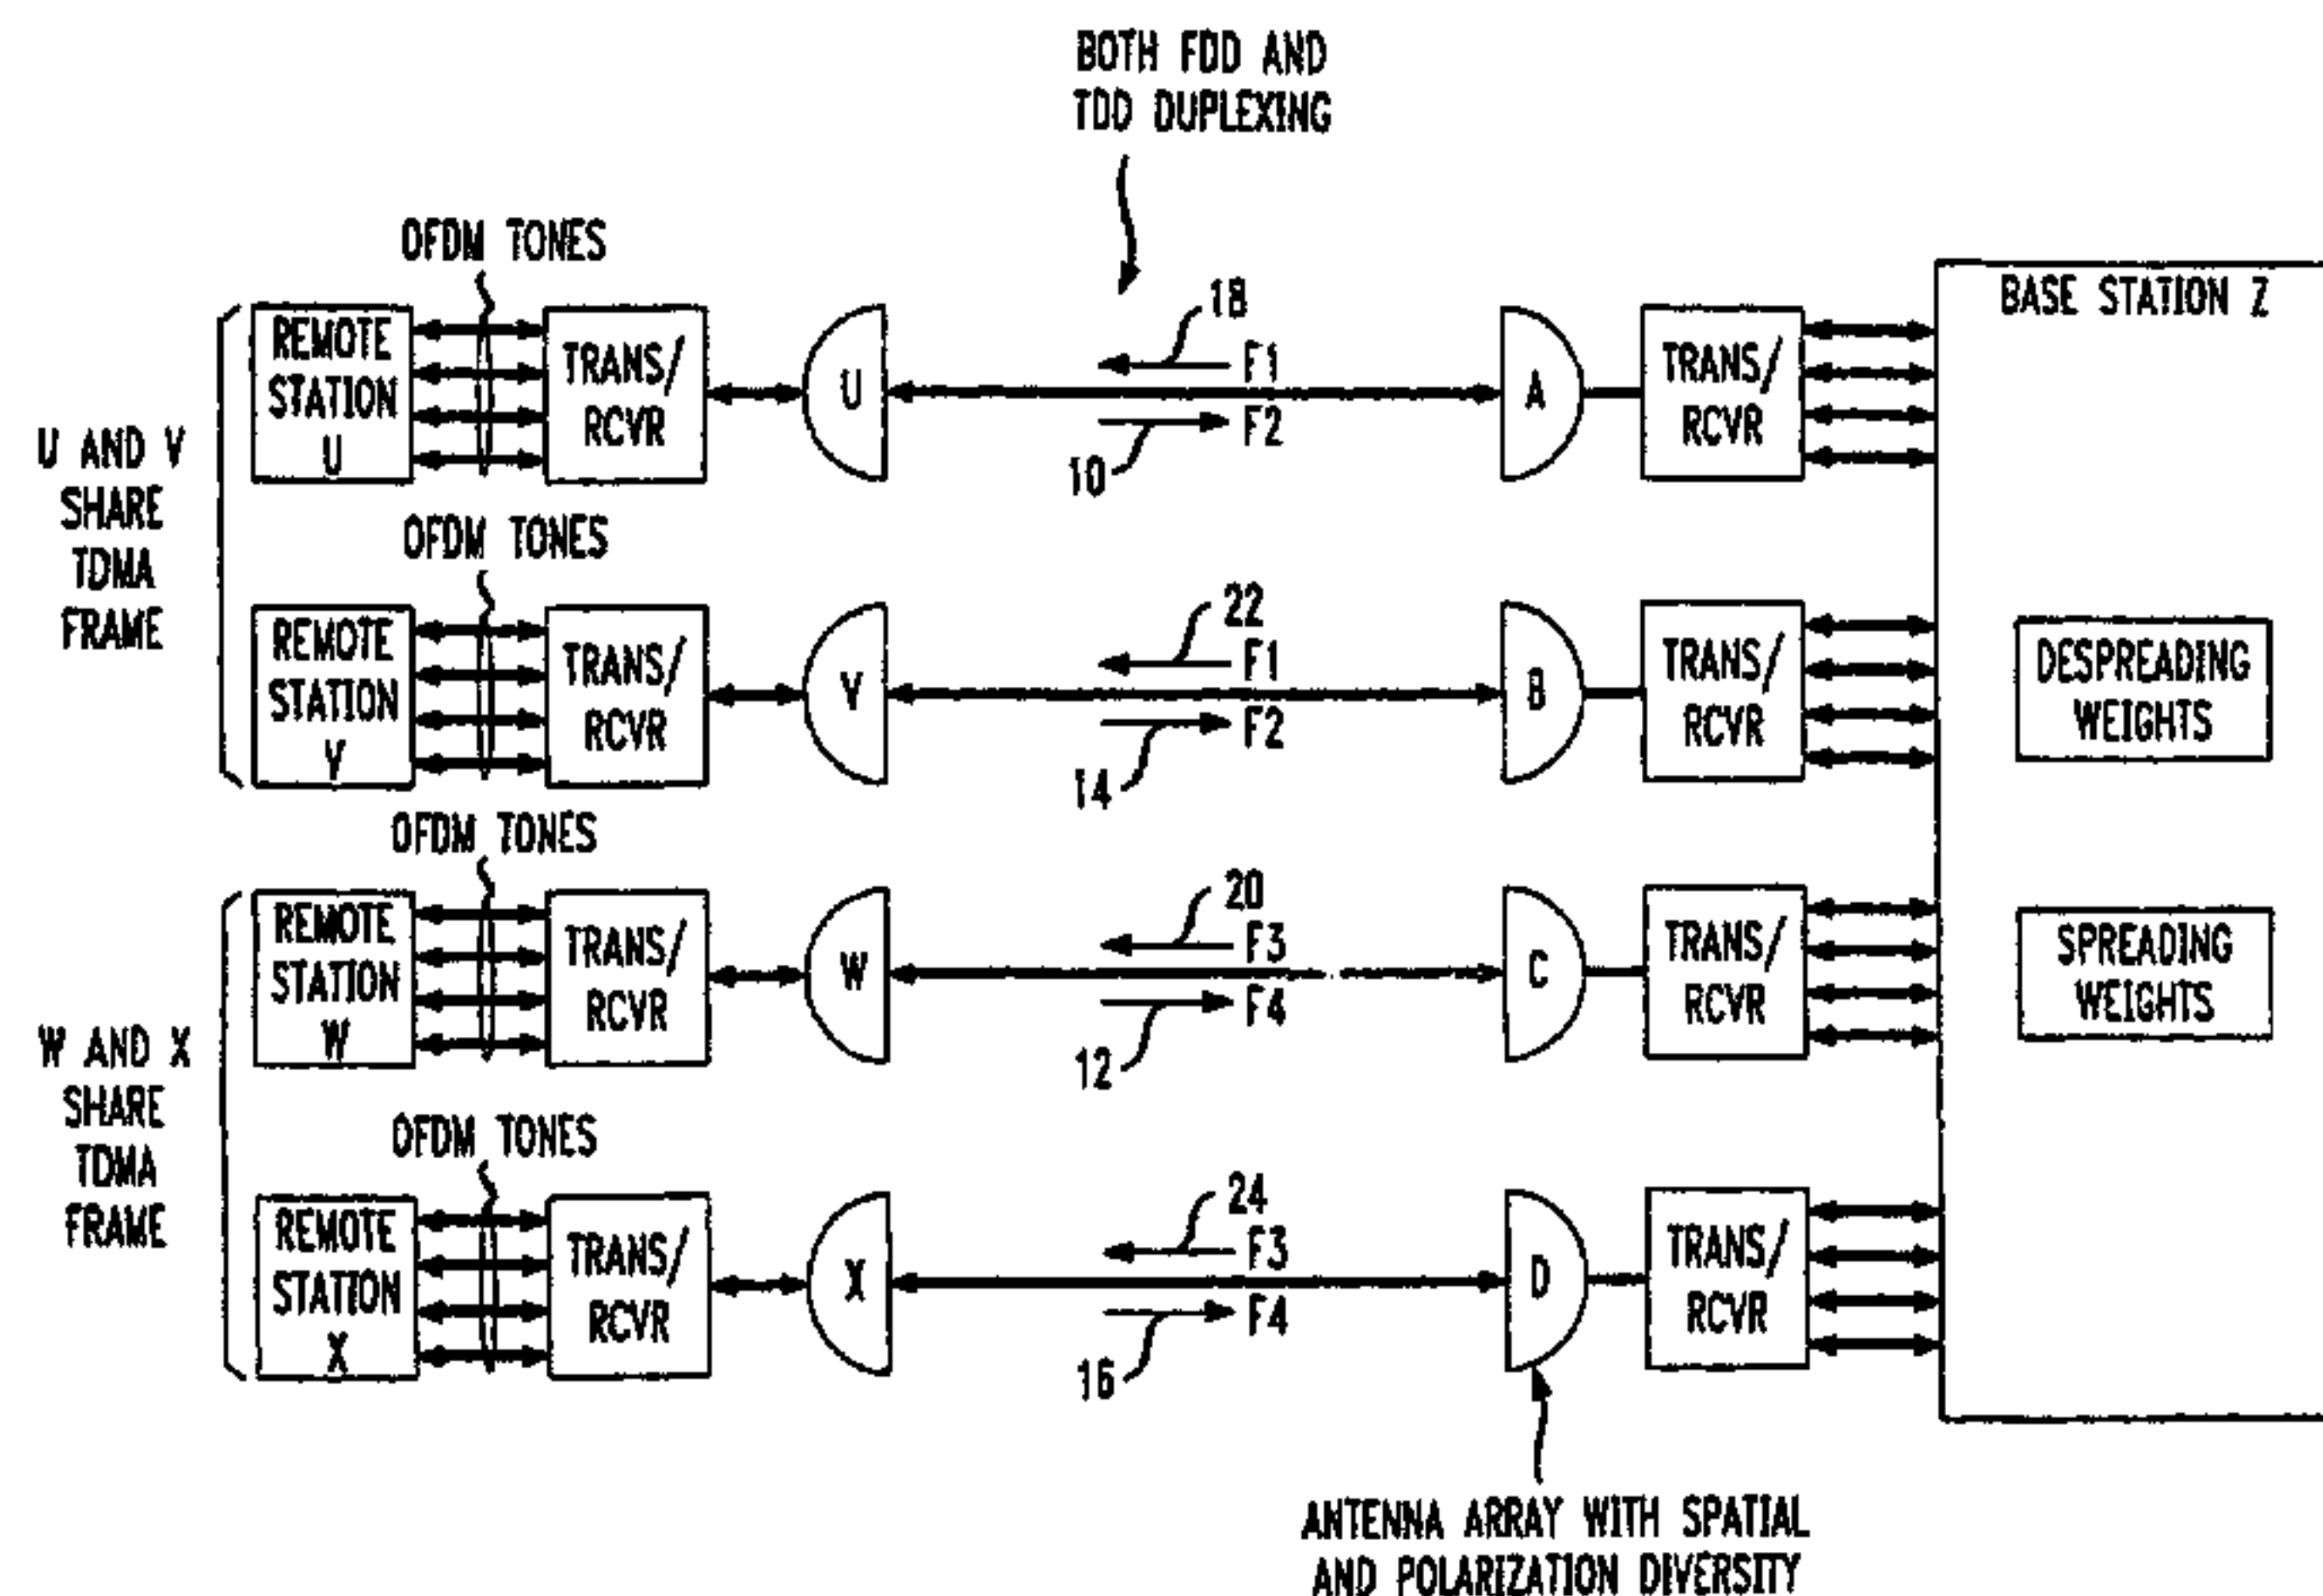 BOTH FDD AND
TDD DUPLEXING
OFDM TONES
BASE STATION Z
REMOTE
STATION
U
TRANS/
RCVR
U
18
F1
F2
10
A
TRANS/
RCVR
U AND V
SHARE
TDMA
FRAME
OFDM TONES
REMOTE
STATION
V
TRANS/
RCVR
V
22
F1
F2
14
B
TRANS/
RCVR
DESPREADING
WEIGHTS
OFDM TONES
REMOTE
STATION
W
TRANS/
RCVR
W
20
F3
F4
12
C
TRANS/
RCVR
SPREADING
WEIGHTS
W AND X
SHARE
TDMA
FRAME
OFDM TONES
REMOTE
STATION
X
TRANS/
RCVR
X
24
F3
F4
16
D
TRANS/
RCVR
ANTENNA ARRAY WITH SPATIAL
AND POLARIZATION DIVERSITY